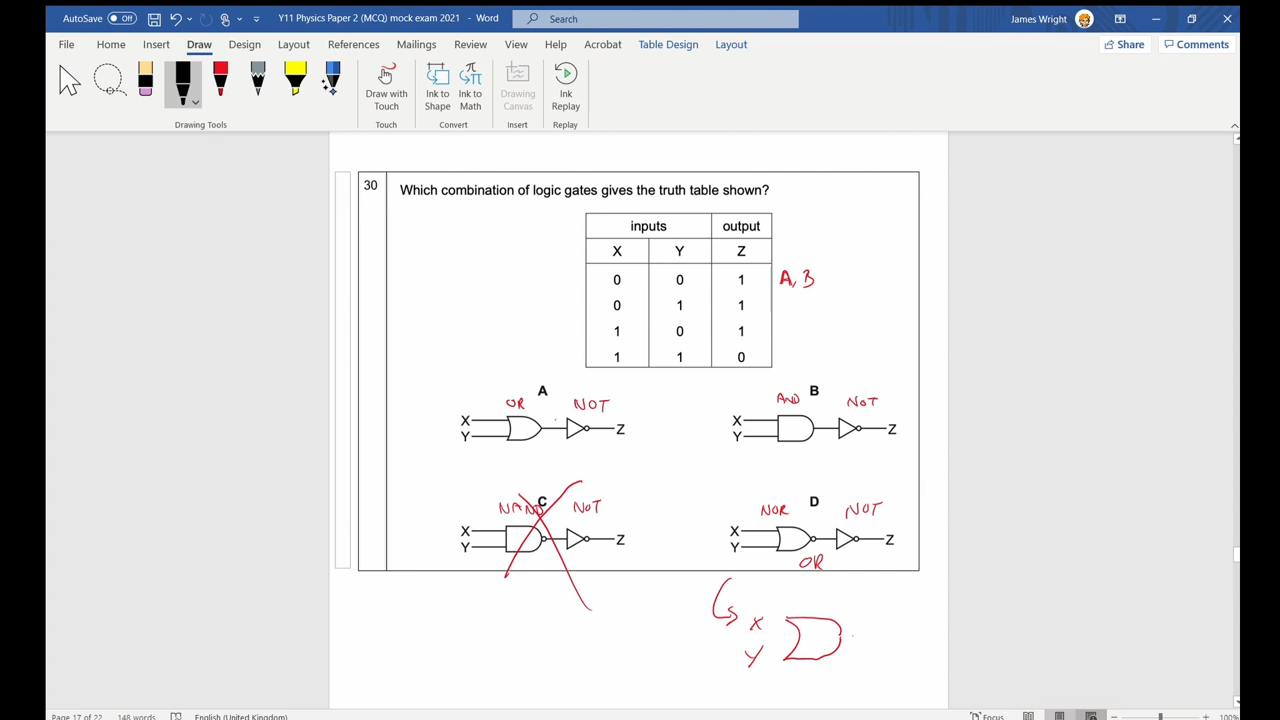 AutoSave Off Y11 Physics Paper 2 (MCQ) mock exam 2021 - Word Search James Wright
File Home Insert Draw Design Layout References Mailings Review View Help Acrobat Table Design Layout Share Comments
Draw with Touch Ink to Shape Ink to Math Drawing Canvas Ink Replay
Drawing Tools Touch Convert Insert Replay
30 Which combination of logic gates gives the truth table shown?
inputs output
X Y Z
0 0 1 A, B
0 1 1
1 0 1
1 1 0
A B
OR NOT AND NOT
X X
Z Z
Y Y
C D
NAND NOT NOR NOT
X X
Z Z
Y Y
OR
X
Y
Page 17 of 22 148 words English (United Kingdom) Focus 100%